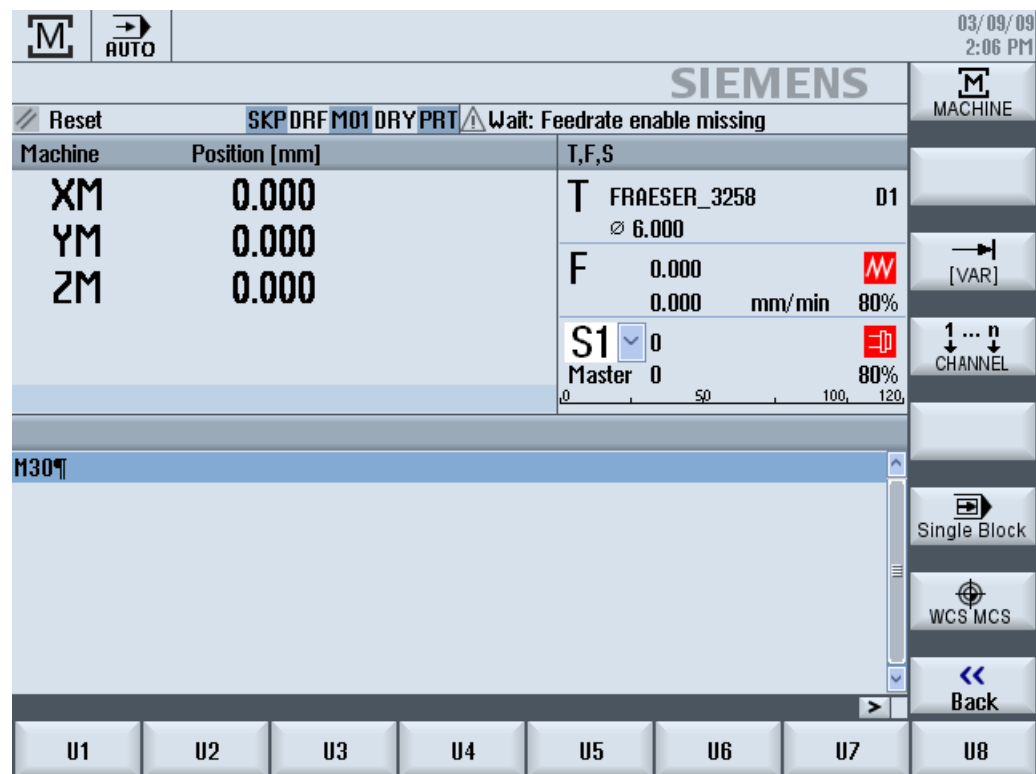 M AUTO 03/09/09
2:06 PM
SIEMENS
M
MACHINE
Reset SKP DRF M01 DRY PRT Wait: Feedrate enable missing
Machine Position [mm] T,F,S
XM 0.000
YM 0.000
ZM 0.000
T FRAESER_3258 D1
⌀ 6.000
F 0.000
0.000 mm/min 80%
S1 0
Master 0 80%
0 50 100 120
[VAR]
1 ... n
CHANNEL
M30¶
Single Block
WCS MCS
<<
Back
>
U1 U2 U3 U4 U5 U6 U7 U8